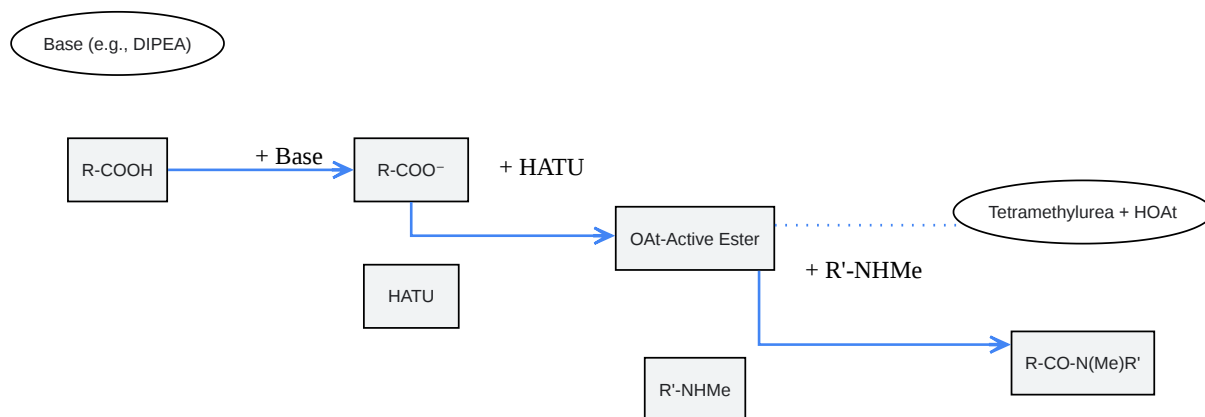 Base (e.g., DIPEA)
R-COOH
+ Base
R-COO⁻
+ HATU
Tetramethylurea + HOAt
OAt-Active Ester
+ R'-NHMe
HATU
R-CO-N(Me)R'
R'-NHMe